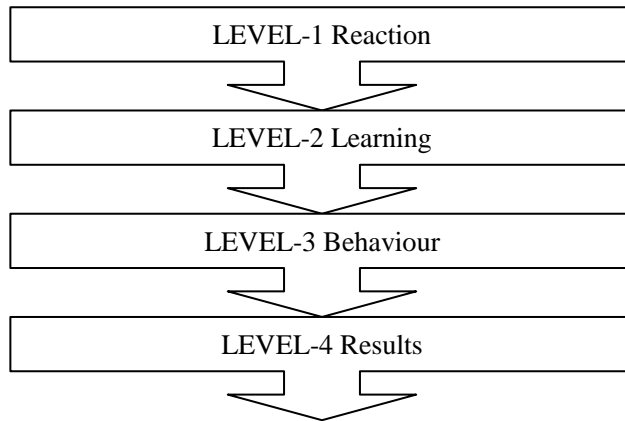 LEVEL-1 Reaction
LEVEL-2 Learning
LEVEL-3 Behaviour
LEVEL-4 Results